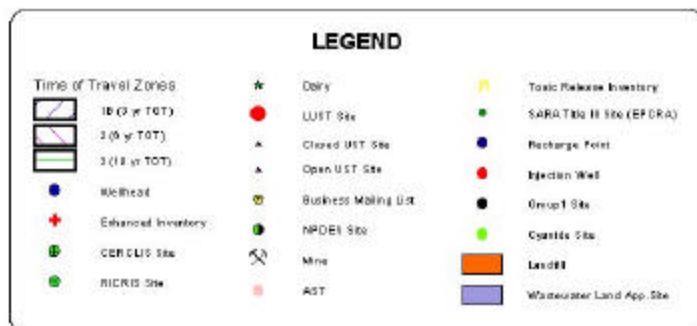 LEGEND
Time of Travel Zones
1B (3 yr TOT)
2 (6 yr TOT)
3 (10 yr TOT)
Wellhead
Enhanced Inventory
CERCLIS Site
RICRIS Site
Dairy
LUST Site
Closed UST Site
Open UST Site
Business Mailing List
NPDES Site
Mine
AST
Toxic Release Inventory
SARA Title III Site (EPCRA)
Recharge Point
Injection Well
Group1 Site
Cyanide Site
Landfill
Wastewater Land App. Site